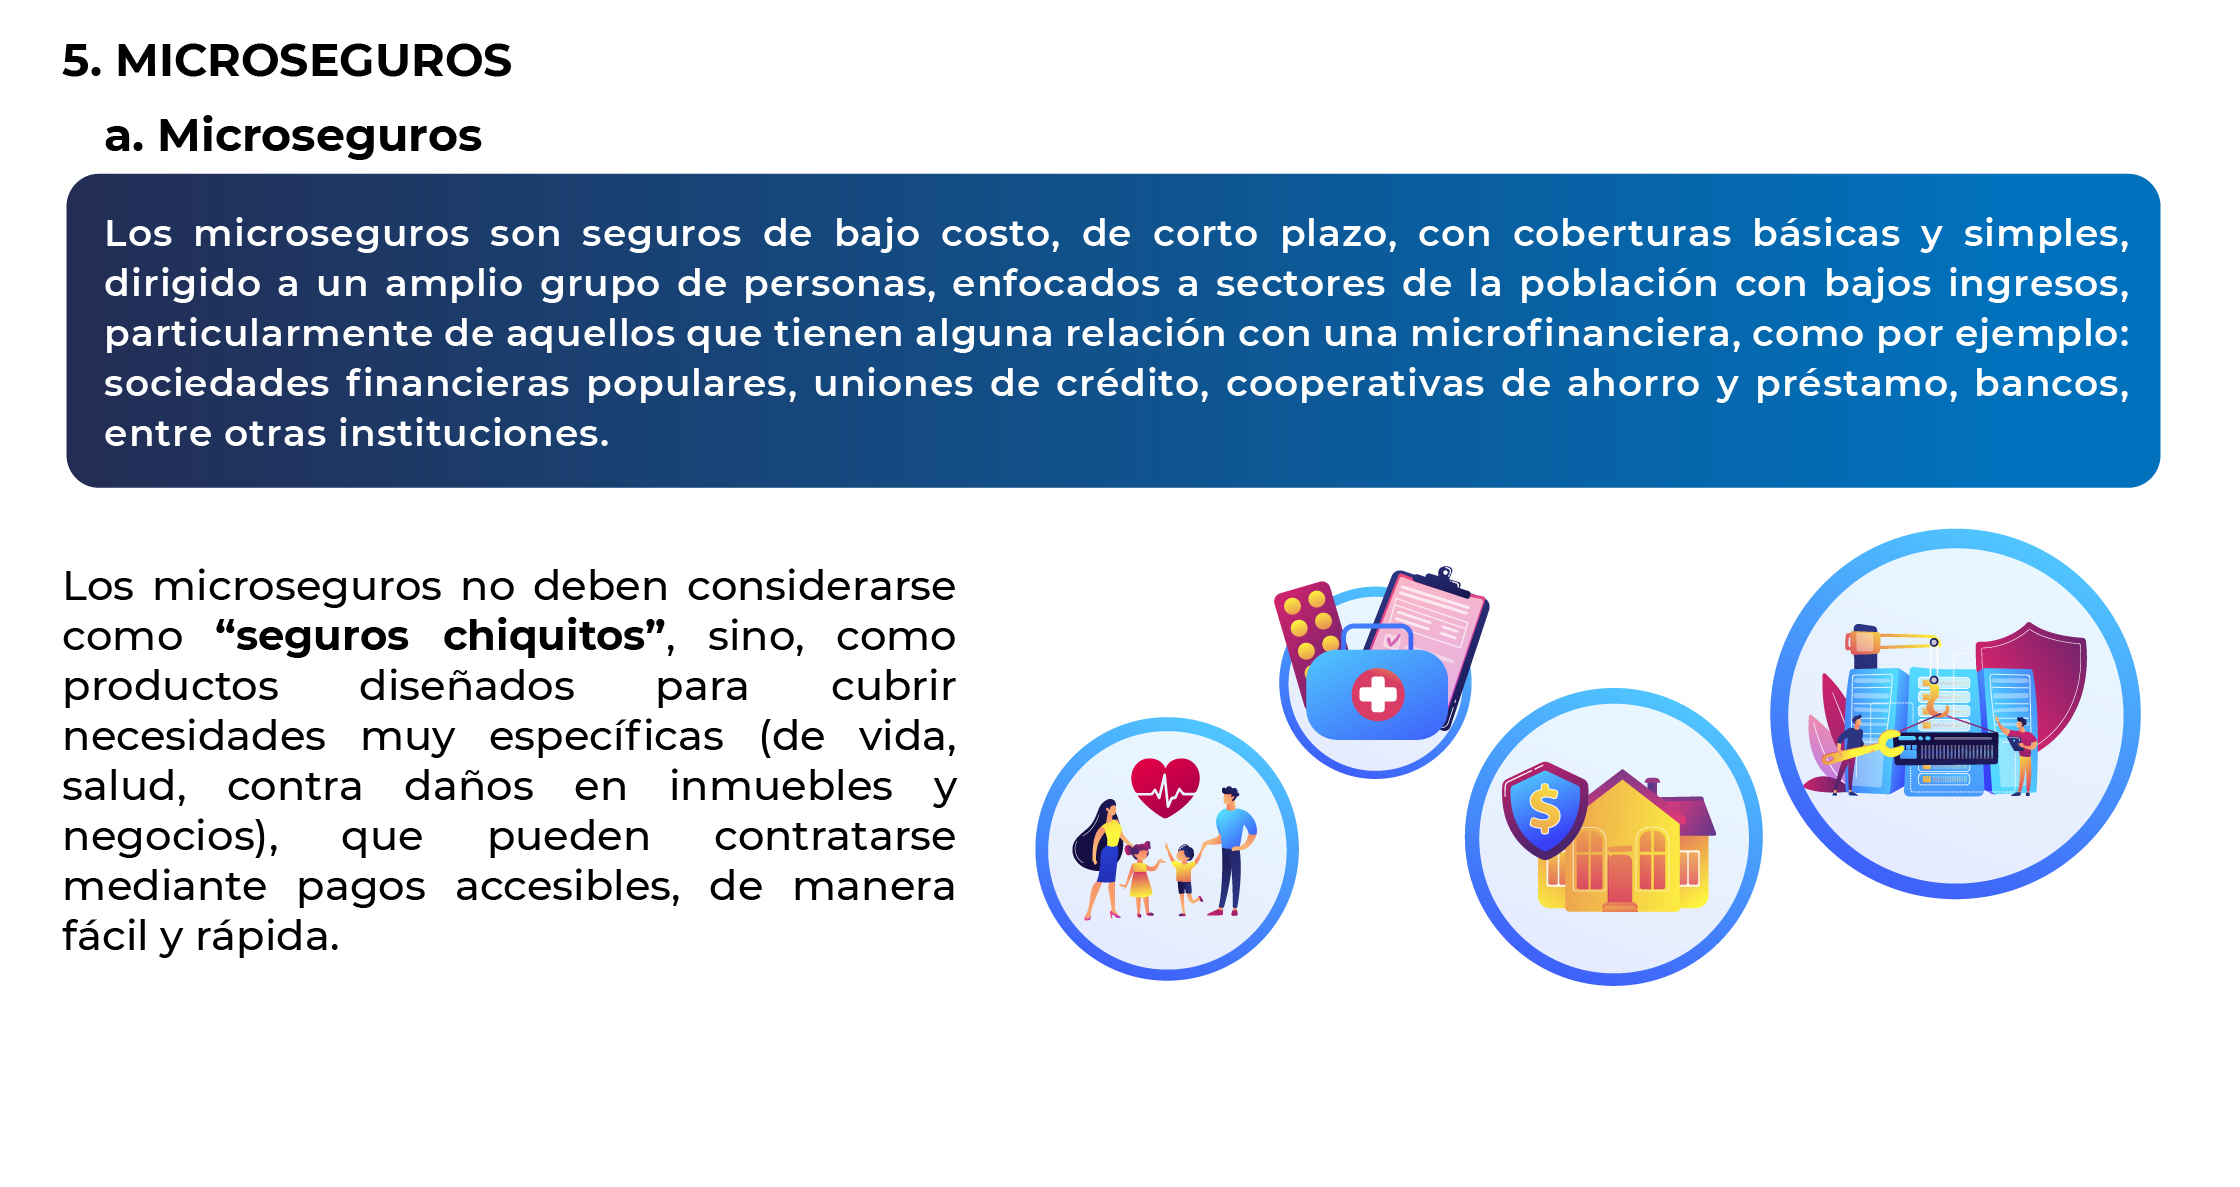 5. MICROSEGUROS
a. Microseguros
Los microseguros son seguros de bajo costo, de corto plazo, con coberturas básicas y simples,
dirigido a un amplio grupo de personas, enfocados a sectores de la población con bajos ingresos,
particularmente de aquellos que tienen alguna relación con una microfinanciera, como por ejemplo:
sociedades financieras populares, uniones de crédito, cooperativas de ahorro y préstamo, bancos,
entre otras instituciones.
Los microseguros no deben considerarse
como “seguros chiquitos”, sino, como
productos diseñados para cubrir
necesidades muy específicas (de vida,
salud, contra daños en inmuebles y
negocios), que pueden contratarse
mediante pagos accesibles, de manera
fácil y rápida.
$